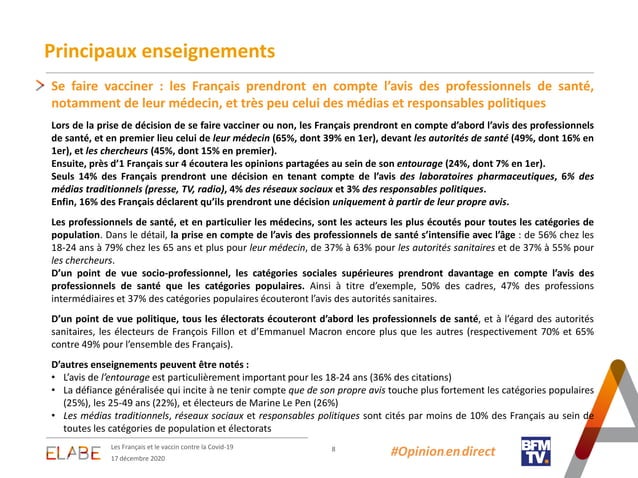 Principaux enseignements
Se faire vacciner : les Français prendront en compte l’avis des professionnels de santé,
notamment de leur médecin, et très peu celui des médias et responsables politiques
Lors de la prise de décision de se faire vacciner ou non, les Français prendront en compte d’abord l’avis des professionnels
de santé, et en premier lieu celui de leur médecin (65%, dont 39% en 1er), devant les autorités de santé (49%, dont 16% en
1er), et les chercheurs (45%, dont 15% en premier).
Ensuite, près d’1 Français sur 4 écoutera les opinions partagées au sein de son entourage (24%, dont 7% en 1er).
Seuls 14% des Français prendront une décision en tenant compte de l’avis des laboratoires pharmaceutiques, 6% des
médias traditionnels (presse, TV, radio), 4% des réseaux sociaux et 3% des responsables politiques.
Enfin, 16% des Français déclarent qu’ils prendront une décision uniquement à partir de leur propre avis.
Les professionnels de santé, et en particulier les médecins, sont les acteurs les plus écoutés pour toutes les catégories de
population. Dans le détail, la prise en compte de l’avis des professionnels de santé s’intensifie avec l’âge : de 56% chez les
18-24 ans à 79% chez les 65 ans et plus pour leur médecin, de 37% à 63% pour les autorités sanitaires et de 37% à 55% pour
les chercheurs.
D’un point de vue socio-professionnel, les catégories sociales supérieures prendront davantage en compte l’avis des
professionnels de santé que les catégories populaires. Ainsi à titre d’exemple, 50% des cadres, 47% des professions
intermédiaires et 37% des catégories populaires écouteront l’avis des autorités sanitaires.
D’un point de vue politique, tous les électorats écouteront d’abord les professionnels de santé, et à l’égard des autorités
sanitaires, les électeurs de François Fillon et d’Emmanuel Macron encore plus que les autres (respectivement 70% et 65%
contre 49% pour l’ensemble des Français).
D’autres enseignements peuvent être notés :
• L’avis de l’entourage est particulièrement important pour les 18-24 ans (36% des citations)
• La défiance généralisée qui incite à ne tenir compte que de son propre avis touche plus fortement les catégories populaires
(25%), les 25-49 ans (22%), et électeurs de Marine Le Pen (26%)
• Les médias traditionnels, réseaux sociaux et responsables politiques sont cités par moins de 10% des Français au sein de
toutes les catégories de population et électorats
ELABE
Les Français et le vaccin contre la Covid-19
17 décembre 2020
8
#Opinion en direct
BFM
TV.